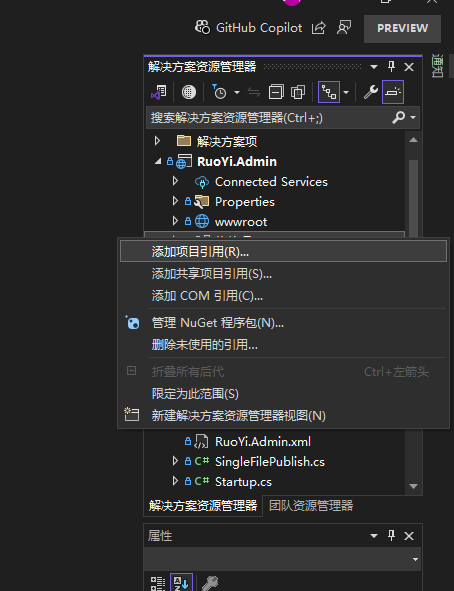 GitHub Copilot
PREVIEW
通知
解决方案资源管理器
搜索解决方案资源管理器(Ctrl+;)
解决方案项
RuoYi.Admin
Connected Services
Properties
wwwroot
添加项目引用(R)...
添加共享项目引用(S)...
添加 COM 引用(C)...
管理 NuGet 程序包(N)...
删除未使用的引用...
折叠所有后代 Ctrl+左箭头
限定为此范围(S)
新建解决方案资源管理器视图(N)
RuoYi.Admin.xml
C# SingleFilePublish.cs
C# Startup.cs
解决方案资源管理器 团队资源管理器
属性